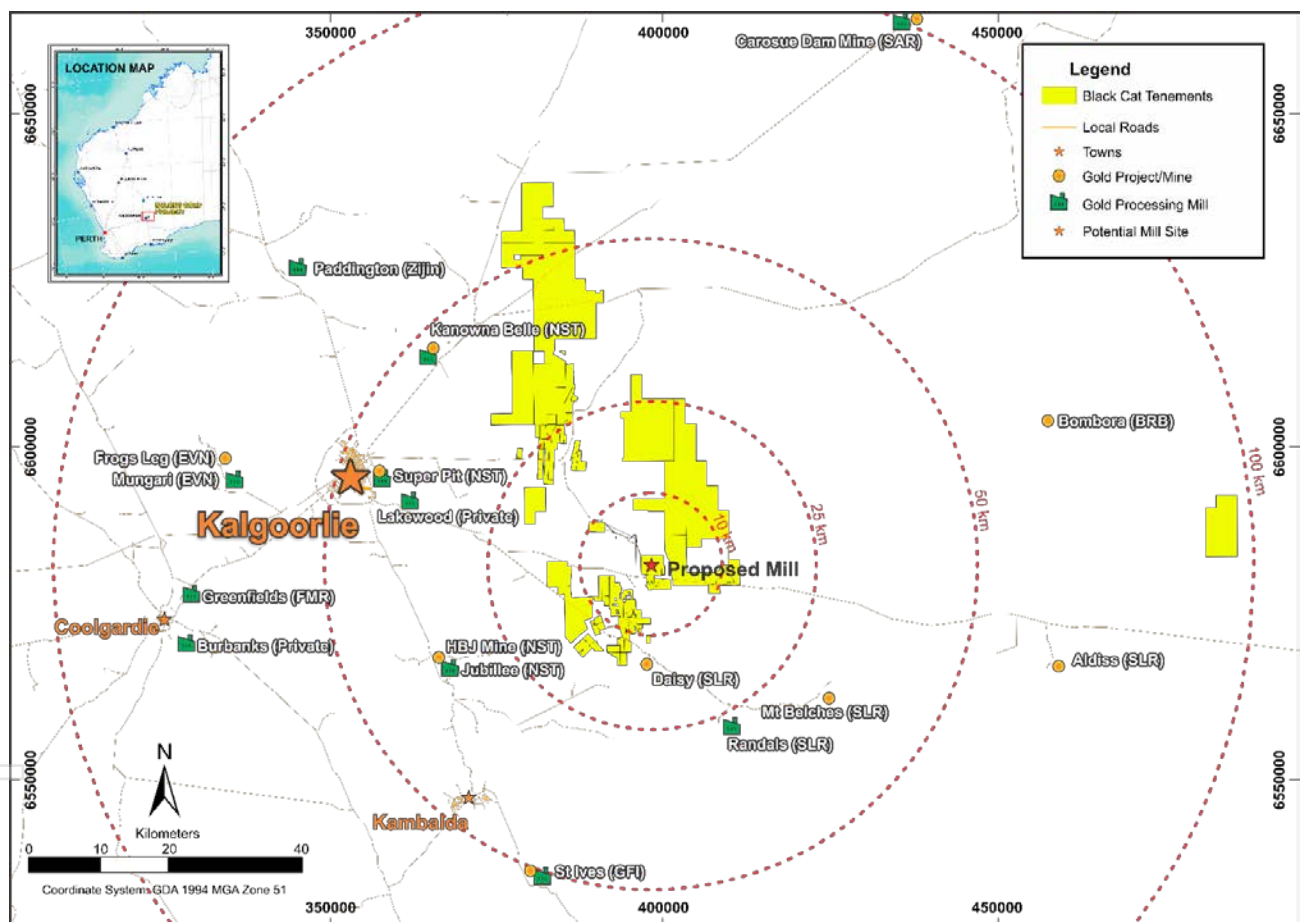 350000
400000
450000
Carosue Dam Mine (SAR)
LOCATION MAP
PERTH
Legend
Black Cat Tenements
Local Roads
Towns
Gold Project/Mine
Gold Processing Mill
Potential Mill Site
6650000
6650000
Paddington (Zijin)
Kanowna Belle (NST)
Bombora (BRB)
6600000
6600000
Frogs Leg (EVN)
Mungari (EVN)
Super Pit (NST)
Lakewood (Private)
Kalgoorlie
10 km
25 km
50 km
100 km
Proposed Mill
Greenfields (FMR)
Coolgardie
Burbanks (Private)
HBJ Mine (NST)
Jubillee (NST)
Daisy (SLR)
Aldiss (SLR)
Mt Belches (SLR)
Randals (SLR)
6550000
6550000
N
Kilometers
0 10 20 40
Kambalda
St Ives (GFI)
Coordinate System: GDA 1994 MGA Zone 51
350000
400000
450000